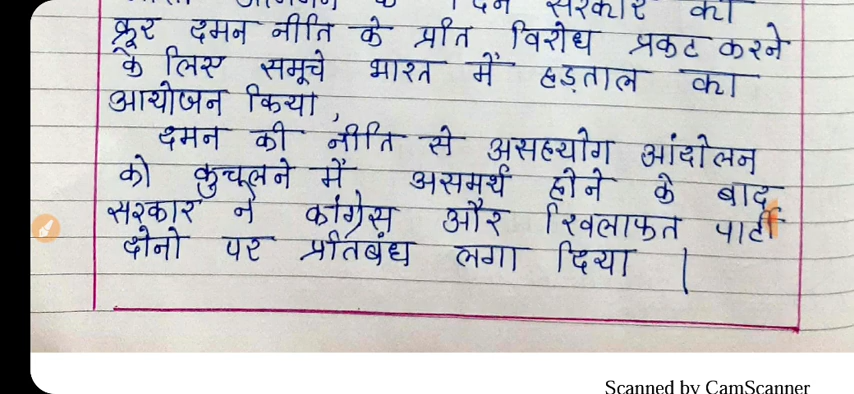 के दिन सरकार की
क्रूर दमन नीति के प्रति विरोध प्रकट करने
के लिए समूचे भारत में हड़ताल का
आयोजन किया,
दमन की नीति से असहयोग आंदोलन
को कुचलने में असमर्थ होने के बाद
सरकार ने कांग्रेस और खिलाफत पार्टी
दोनो पर प्रतिबंध लगा दिया |
Scanned by CamScanner